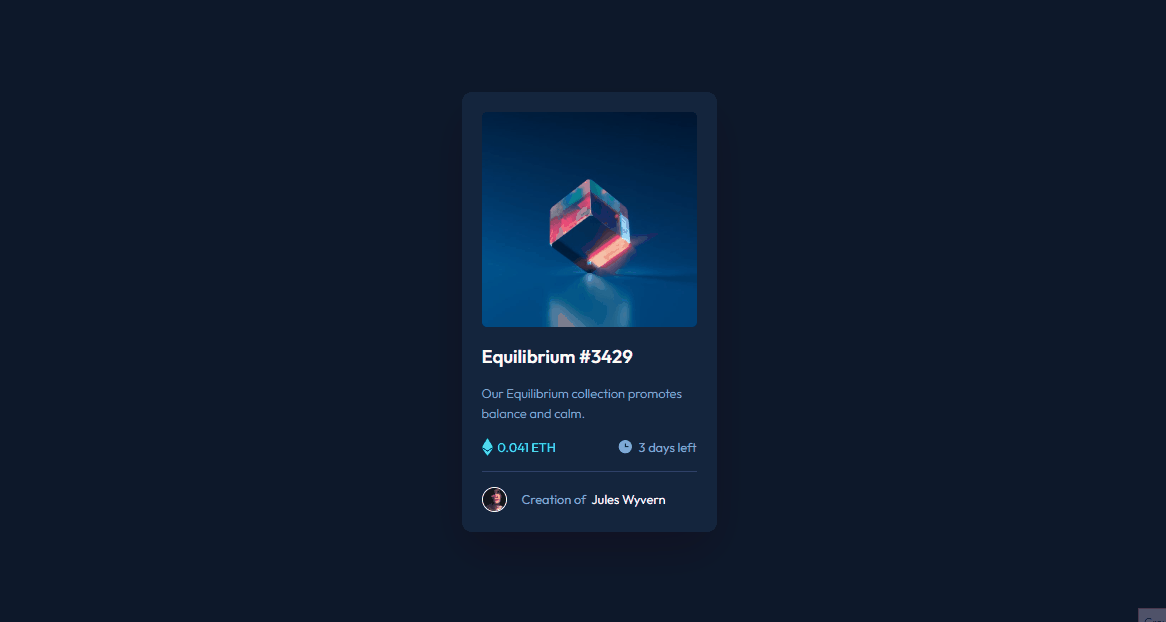 Equilibrium #3429
Our Equilibrium collection promotes
balance and calm.
0.041 ETH
3 days left
Creation of Jules Wyvern